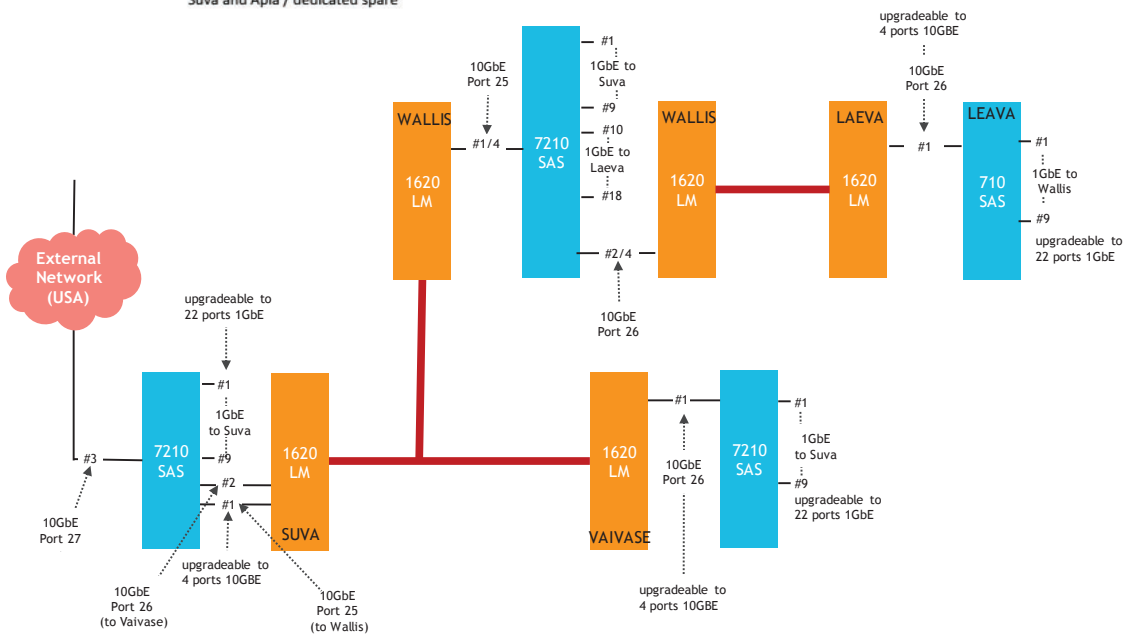 Suva and Apia / dedicated spare
upgradeable to
4 ports 10GBE
10GbE
Port 25
#1
1GbE to
Suva
#9
#10
1GbE to
Laeva
#18
10GbE
Port 26
WALLIS
1620
LM
#1/4
7210
SAS
WALLIS
1620
LM
#2/4
10GbE
Port 26
LAEVA
1620
LM
#1
LEAVA
710
SAS
#1
1GbE to
Wallis
#9
upgradeable to
22 ports 1GbE
External
Network
(USA)
upgradeable to
22 ports 1GbE
#1
1GbE
to Suva
#9
#2
#1
#3
7210
SAS
1620
LM
SUVA
10GbE
Port 27
upgradeable to
4 ports 10GBE
10GbE
Port 26
(to Vaivase)
10GbE
Port 25
(to Wallis)
1620
LM
VAIVASE
#1
10GbE
Port 26
7210
SAS
#1
1GbE
to Suva
#9
upgradeable to
22 ports 1GbE
upgradeable to
4 ports 10GBE